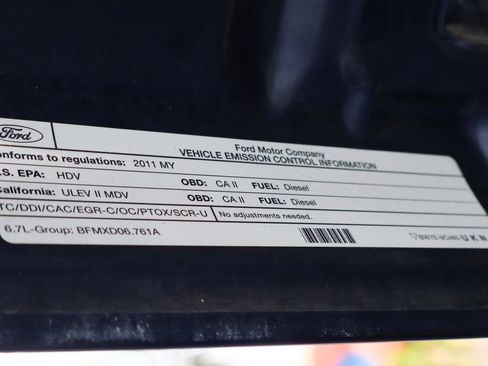 Ford
Ford Motor Company
VEHICLE EMISSION CONTROL INFORMATION
onforms to regulations: 2011 MY
.S. EPA: HDV OBD: CA II FUEL: Diesel
California: ULEV II MDV OBD: CA II FUEL: Diesel
TC/DDI/CAC/EGR-C/OC/PTOX/SCR-U No adjustments needed.
6.7L-Group: BFMXD06.761A
UKN